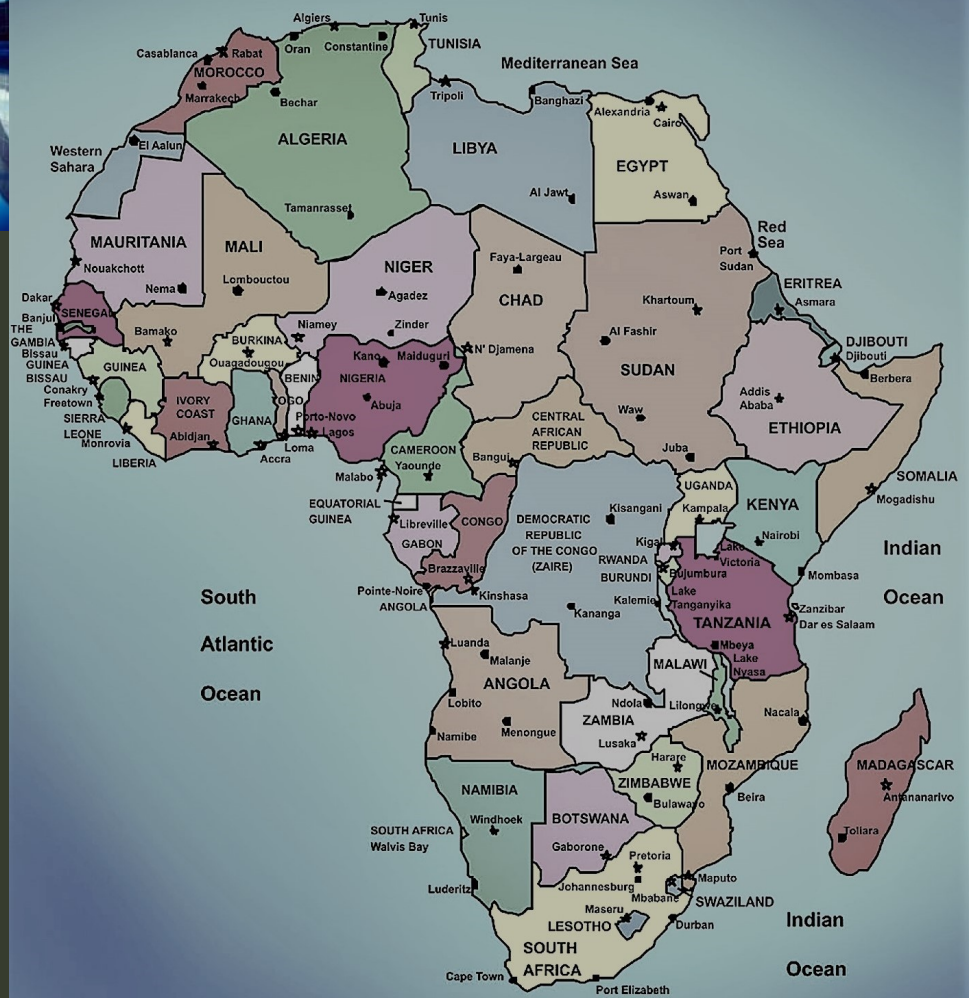 Algiers
Tunis
Oran
Constantine
TUNISIA
Casablanca
Rabat
MOROCCO
Marrakech
Bechar
Mediterranean Sea
Tripoli
Banghazi
Alexandria
Cairo
El Aalun
Western
Sahara
ALGERIA
LIBYA
EGYPT
Al Jawt
Aswan
Tamanrasset
MAURITANIA
MALI
NIGER
Nouakchott
Nema
Lombouctou
Agadez
Faya-Largeau
CHAD
Red
Sea
Port
Sudan
ERITREA
Asmara
Khartoum
Dakar
SENEGAL
Banjul
THE
GAMBIA
Bissau
GUINEA
BISSAU
Conakry
Freetown
SIERRA
LEONE
Monrovia
LIBERIA
GUINEA
Bamako
BURKINA
Ouagadougou
Niamey
Zinder
N' Djamena
Al Fashir
SUDAN
DJIBOUTI
Djibouti
Berbera
Kano
Maiduguri
NIGERIA
Abuja
BENIN
TOGO
IVORY
COAST
GHANA
Abidjan
Accra
Loma
Porto-Novo
Lagos
Addis
Ababa
ETHIOPIA
Waw
Juba
CENTRAL
AFRICAN
REPUBLIC
Bangui
CAMEROON
Yaounde
Malabo
EQUATORIAL
GUINEA
Libreville
GABON
CONGO
Brazzaville
Pointe-Noire
ANGOLA
Kinshasa
DEMOCRATIC
REPUBLIC
OF THE CONGO
(ZAIRE)
Kisangani
Kananga
Kalemie
UGANDA
Kampala
KENYA
Nairobi
SOMALIA
Mogadishu
Kigali
RWANDA
BURUNDI
Bujumbura
Lake
Victoria
Lake
Tanganyika
Mombasa
Indian
Ocean
TANZANIA
Zanzibar
Dar es Salaam
Mbeya
Lake
Nyasa
South
Atlantic
Ocean
Luanda
Malanje
ANGOLA
Lobito
Menongue
Namibe
MALAWI
Ndola
Lilongwe
ZAMBIA
Lusaka
Nacala
Harare
MOZAMBIQUE
ZIMBABWE
Bulawayo
Beira
MADAGASCAR
Antananarivo
Toliara
NAMIBIA
Windhoek
BOTSWANA
Gaborone
SOUTH AFRICA
Walvis Bay
Luderitz
Pretoria
Johannesburg
Maputo
Mbabane
SWAZILAND
Maseru
LESOTHO
Durban
SOUTH
AFRICA
Cape Town
Port Elizabeth
Indian
Ocean